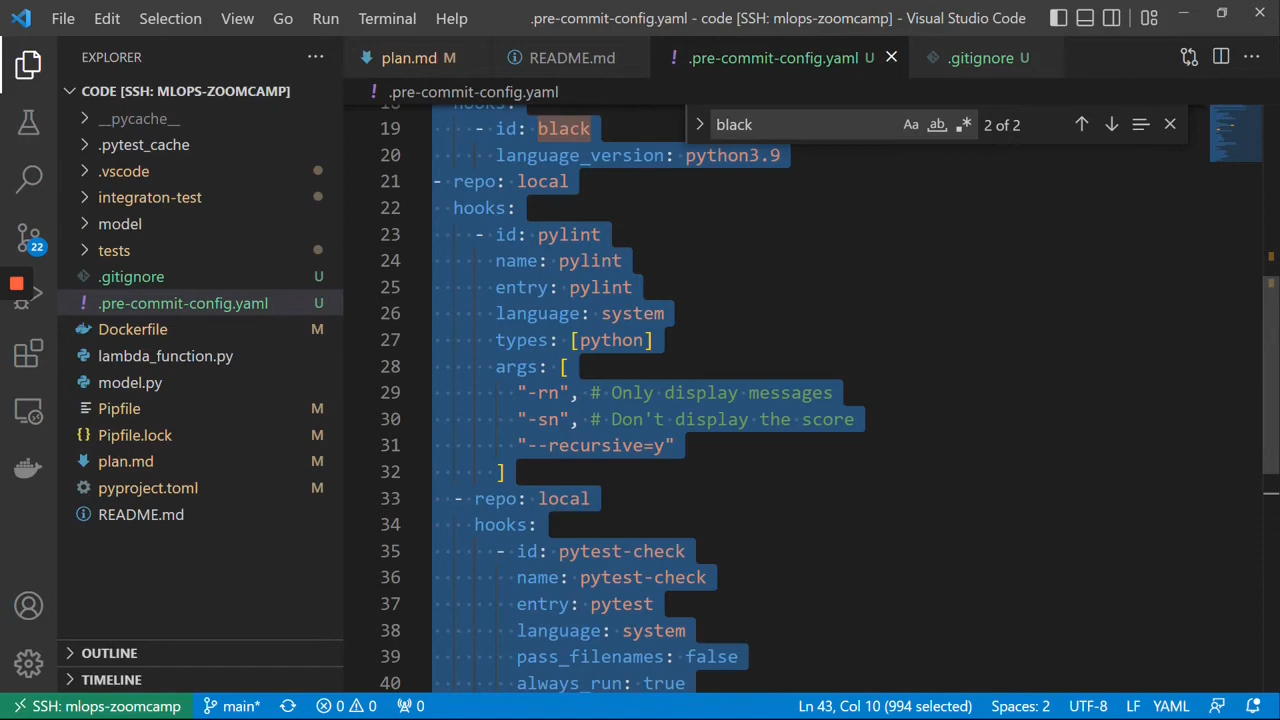 File Edit Selection View Go Run Terminal Help
.pre-commit-config.yaml - code [SSH: mlops-zoomcamp] - Visual Studio Code
EXPLORER
CODE [SSH: MLOPS-ZOOMCAMP]
__pycache__
.pytest_cache
.vscode
integraton-test
model
tests
.gitignore U
.pre-commit-config.yaml U
Dockerfile M
lambda_function.py
model.py
Pipfile M
Pipfile.lock M
plan.md M
pyproject.toml M
README.md
OUTLINE
TIMELINE
22
plan.md M
README.md
.pre-commit-config.yaml U
.gitignore U
.pre-commit-config.yaml
black Aa ab 2 of 2
18 hooks:
19 - id: black
20 language_version: python3.9
21 - repo: local
22 hooks:
23 - id: pylint
24 name: pylint
25 entry: pylint
26 language: system
27 types: [python]
28 args: [
29 "-rn", # Only display messages
30 "-sn", # Don't display the score
31 "--recursive=y"
32 ]
33 - repo: local
34 hooks:
35 - id: pytest-check
36 name: pytest-check
37 entry: pytest
38 language: system
39 pass_filenames: false
40 always_run: true
SSH: mlops-zoomcamp main* 0 0 0 Ln 43, Col 10 (994 selected) Spaces: 2 UTF-8 LF YAML